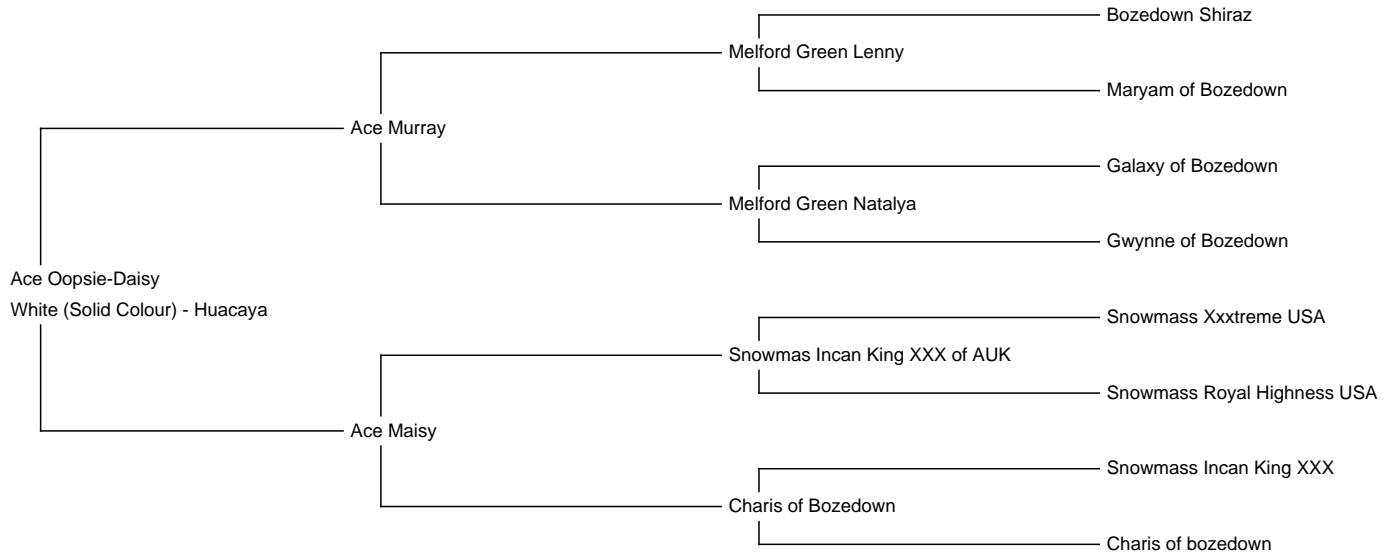 Bozedown Shiraz
Melford Green Lenny
Maryam of Bozedown
Ace Murray
Galaxy of Bozedown
Melford Green Natalya
Gwynne of Bozedown
Ace Oopsie-Daisy
White (Solid Colour) - Huacaya
Snowmass Xxxtreme USA
Snowmas Incan King XXX of AUK
Snowmass Royal Highness USA
Ace Maisy
Snowmass Incan King XXX
Charis of Bozedown
Charis of bozedown